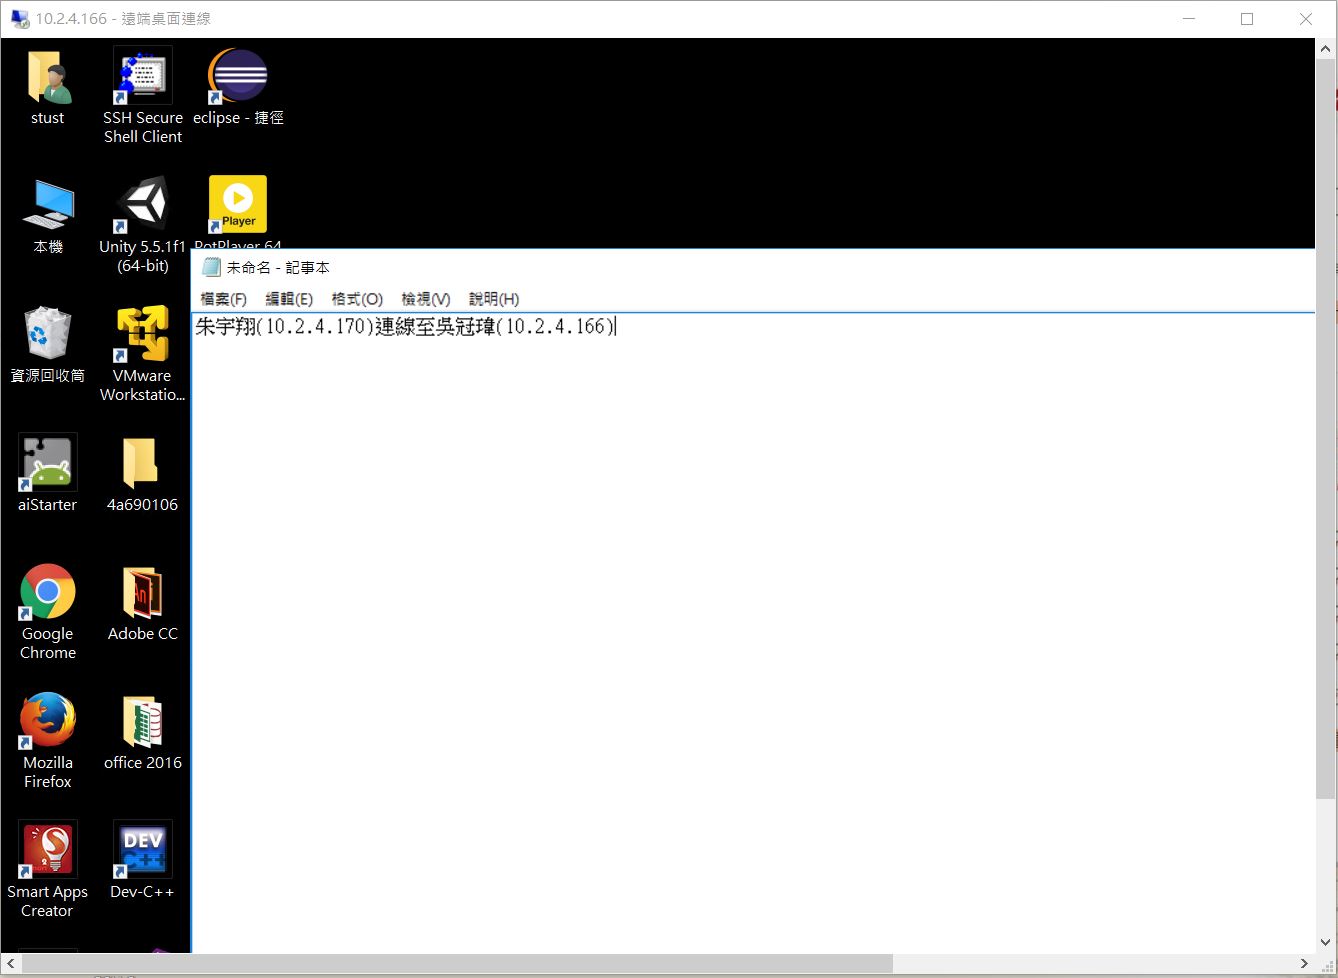 10.2.4.166 - 遠端桌面連線
stust
SSH Secure
Shell Client
eclipse - 捷徑
本機
Unity 5.5.1f1
(64-bit)
PotPlayer 64
Player
資源回收筒
VMware
Workstatio...
aiStarter
4a690106
Google
Chrome
An
Adobe CC
Mozilla
Firefox
office 2016
Smart Apps
Creator
DEV
C++
Dev-C++
未命名 - 記事本
檔案(F) 編輯(E) 格式(O) 檢視(V) 說明(H)
朱宇翔(10.2.4.170)連線至吳冠瑋(10.2.4.166)